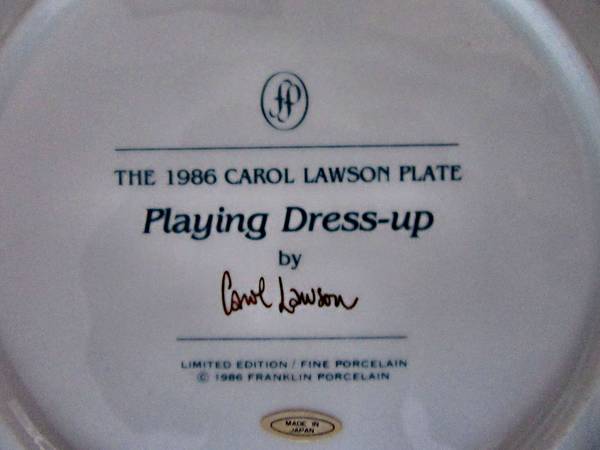 fp
THE 1986 CAROL LAWSON PLATE
Playing Dress-up
by
Carol Lawson
LIMITED EDITION / FINE PORCELAIN
© 1986 FRANKLIN PORCELAIN
MADE IN
JAPAN